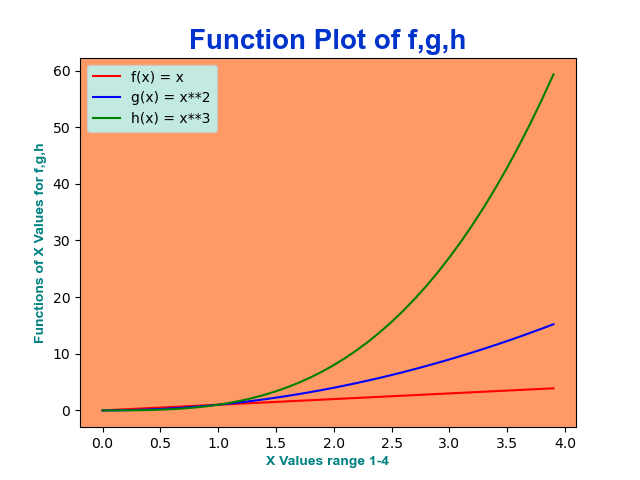 Function Plot of f,g,h
f(x) = x
g(x) = x**2
h(x) = x**3
Functions of X Values for f,g,h
60
50
40
30
20
10
0
0.0 0.5 1.0 1.5 2.0 2.5 3.0 3.5 4.0
X Values range 1-4